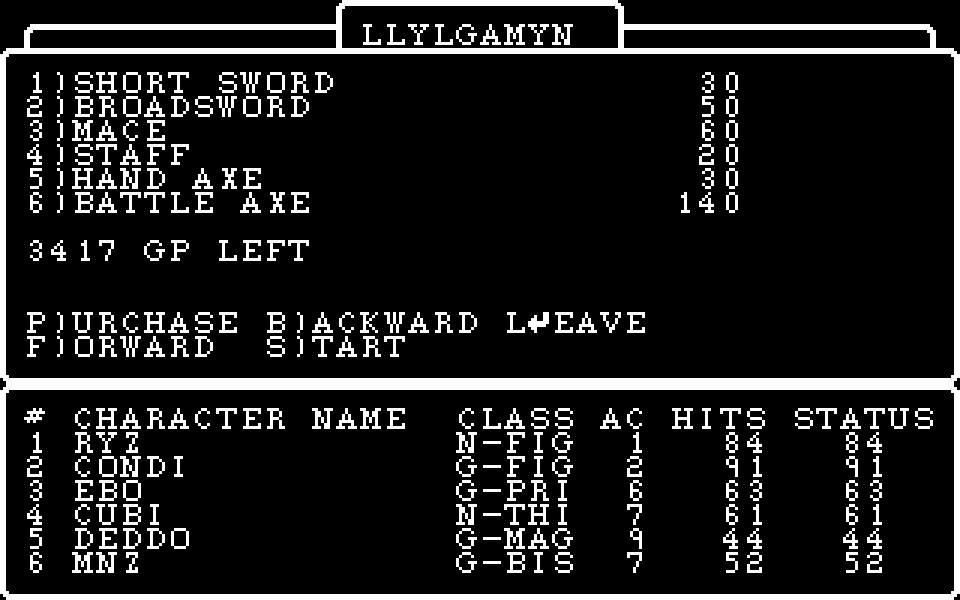 LLYLGAMYN
1)SHORT SWORD 30
2)BROADSWORD 50
3)MACE 60
4)STAFF 20
5)HAND AXE 30
6)BATTLE AXE 140
3417 GP LEFT
P)URCHASE B)ACKWARD L↵EAVE
F)ORWARD S)TART
# CHARACTER NAME CLASS AC HITS STATUS
1 RYZ N-FIG 1 84 84
2 CONDI G-FIG 2 91 91
3 EBO G-PRI 6 63 63
4 CUBI N-THI 7 61 61
5 DEDDO G-MAG 9 44 44
6 MNZ G-BIS 7 52 52